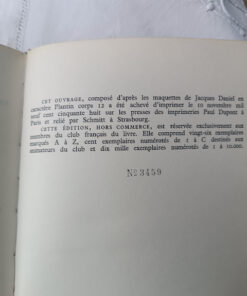 CET OUVRAGE, composé d'après les maquettes de Jacques Daniel en
caractère Plantin corps 12 a été achevé d'imprimer le 10 novembre mil
neuf cent cinquante huit sur les presses des imprimeries Paul Dupont à
Paris et relié par Schmitt à Strasbourg.
CETTE ÉDITION, HORS COMMERCE, est réservée exclusivement aux
membres du club français du livre. Elle comprend vingt-six exemplaires
marqués A à Z, cent exemplaires numérotés de I à C destinés aux
animateurs du club et dix mille exemplaires numérotés de 1 à 10.000.
Nº 3459